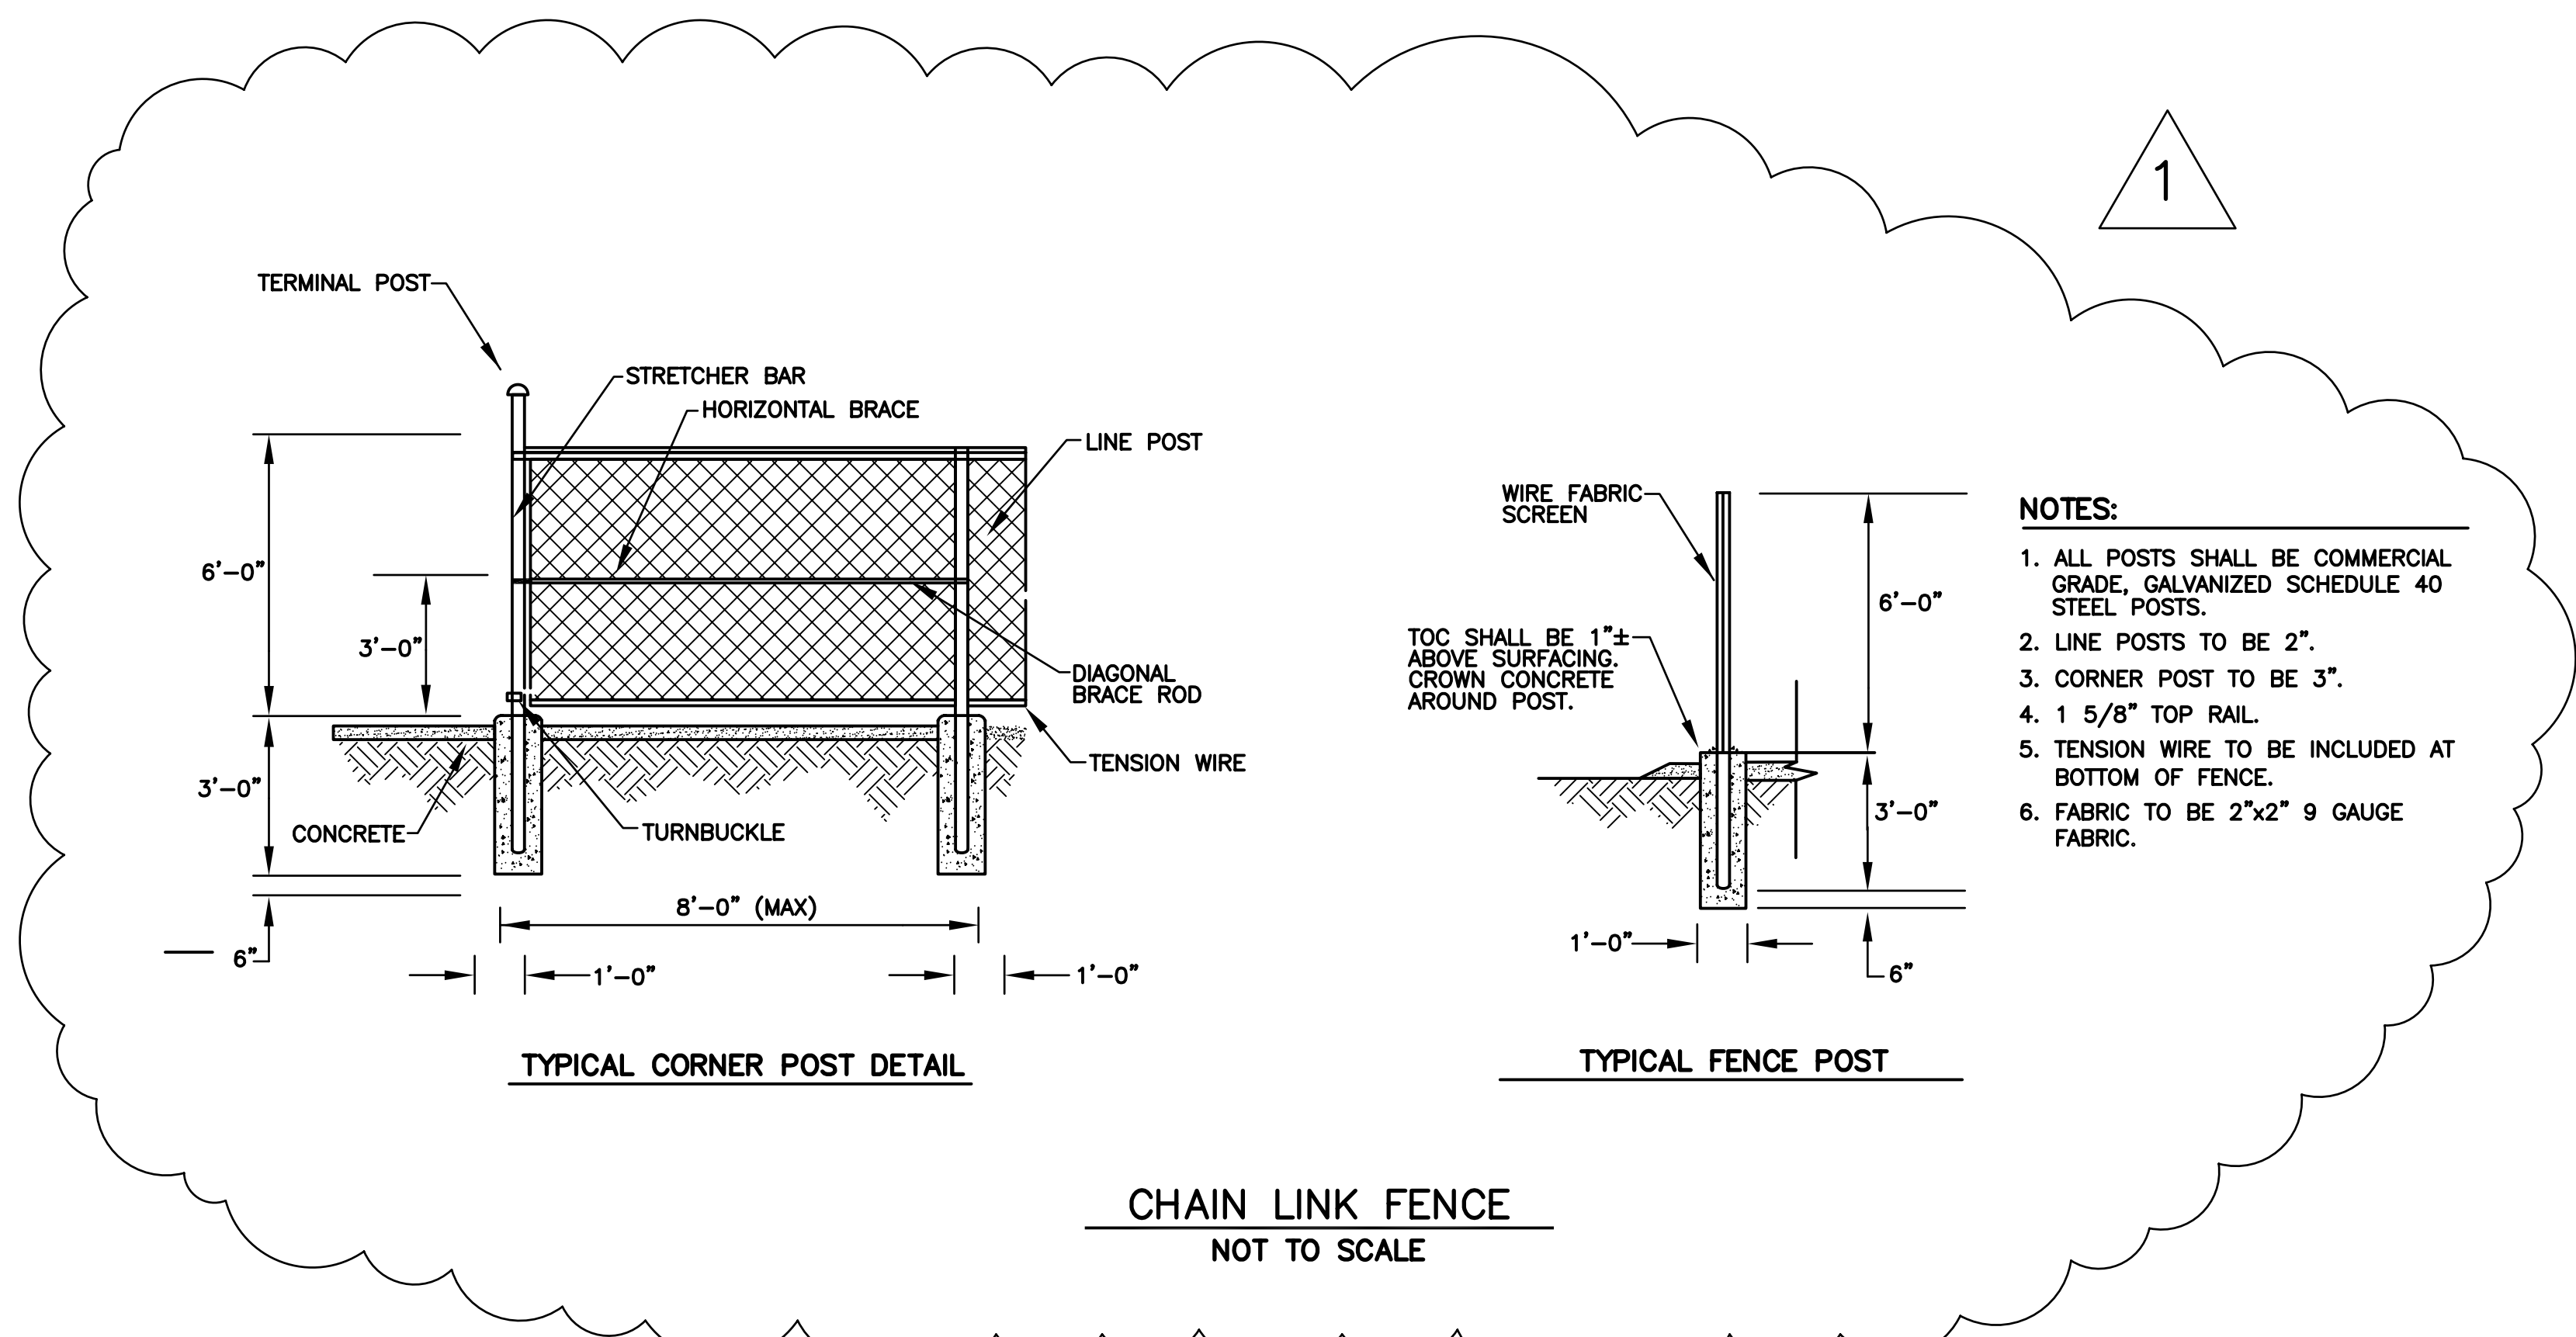 1
TERMINAL POST
STRETCHER BAR
HORIZONTAL BRACE
LINE POST
6'-0"
3'-0"
3'-0"
DIAGONAL
BRACE ROD
TENSION WIRE
CONCRETE
TURNBUCKLE
8'-0" (MAX)
6"
1'-0"
1'-0"
TYPICAL CORNER POST DETAIL
WIRE FABRIC
SCREEN
6'-0"
TOC SHALL BE 1"±
ABOVE SURFACING.
CROWN CONCRETE
AROUND POST.
3'-0"
1'-0"
6"
TYPICAL FENCE POST
NOTES:
1. ALL POSTS SHALL BE COMMERCIAL
GRADE, GALVANIZED SCHEDULE 40
STEEL POSTS.
2. LINE POSTS TO BE 2".
3. CORNER POST TO BE 3".
4. 1 5/8" TOP RAIL.
5. TENSION WIRE TO BE INCLUDED AT
BOTTOM OF FENCE.
6. FABRIC TO BE 2"x2" 9 GAUGE
FABRIC.
CHAIN LINK FENCE
NOT TO SCALE